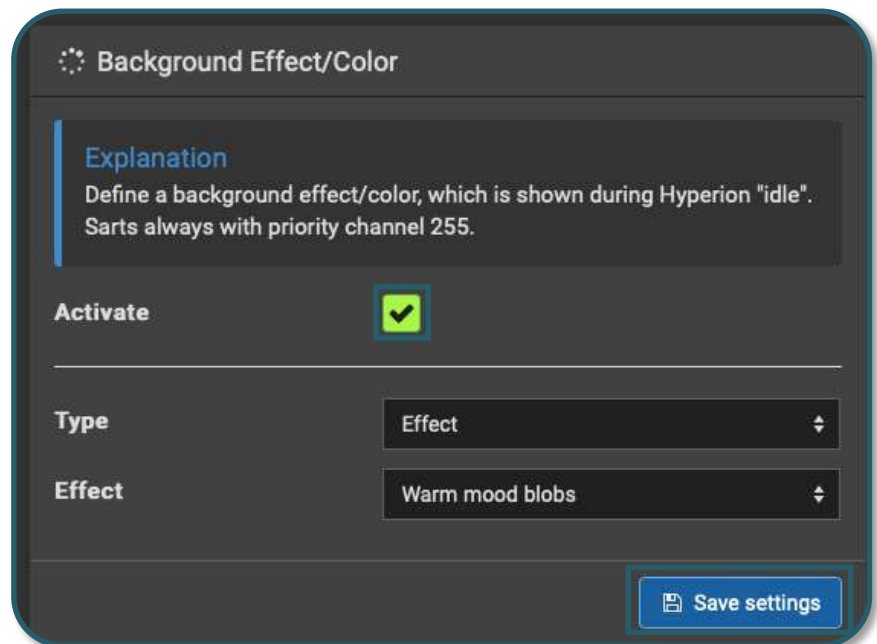 Background Effect/Color
Explanation
Define a background effect/color, which is shown during Hyperion "idle".
Sarts always with priority channel 255.
Activate
Type
Effect
Effect
Warm mood blobs
Save settings